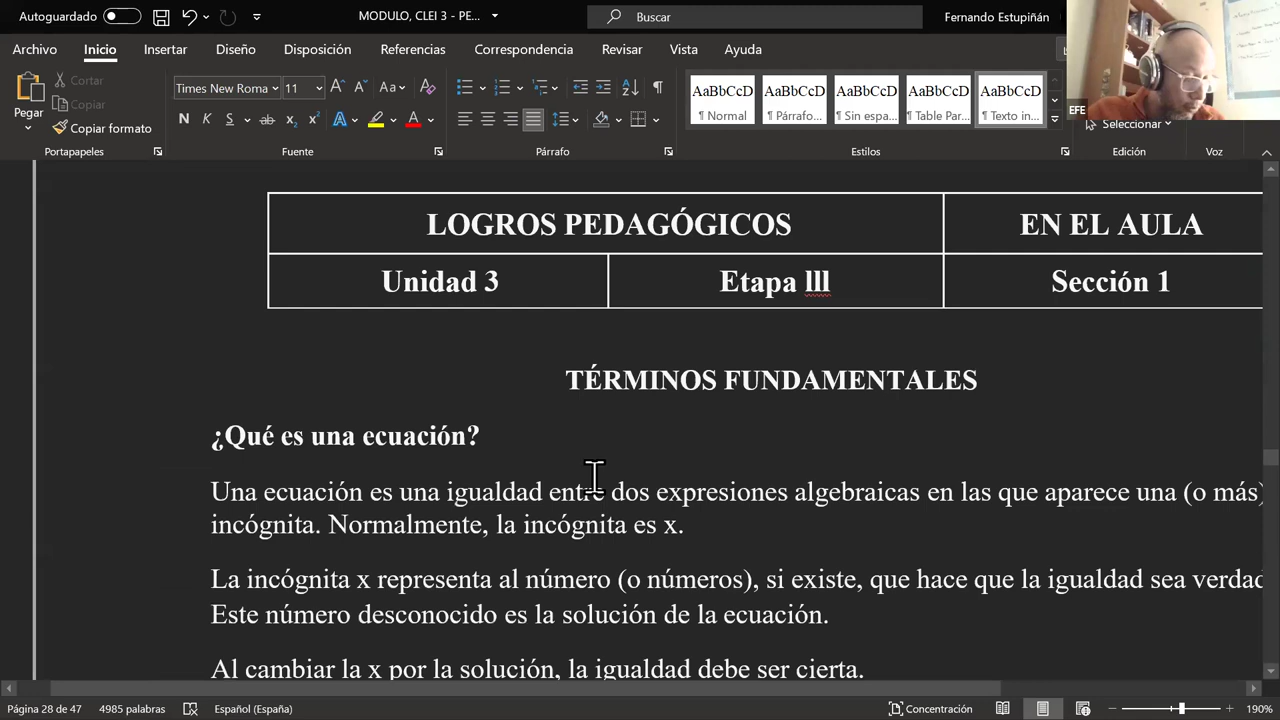 Autoguardado
MODULO, CLEI 3 - PE...
Buscar
Fernando Estupiñán
Archivo Inicio Insertar Diseño Disposición Referencias Correspondencia Revisar Vista Ayuda
Pegar
Cortar
Copiar
Copiar formato
Portapapeles
Times New Roma 11
Aa
N K S ab x₂ x² A A
Fuente
Párrafo
AaBbCcD AaBbCcD AaBbCcD AaBbCcD AaBbCcD
¶ Normal ¶ Párrafo... ¶ Sin espa... ¶ Table Par... ¶ Texto in...
Estilos
EFE
Seleccionar
Edición
Voz
LOGROS PEDAGÓGICOS EN EL AULA
Unidad 3 Etapa lll Sección 1
TÉRMINOS FUNDAMENTALES
¿Qué es una ecuación?
Una ecuación es una igualdad entre dos expresiones algebraicas en las que aparece una (o más)
incógnita. Normalmente, la incógnita es x.
La incógnita x representa al número (o números), si existe, que hace que la igualdad sea verdad
Este número desconocido es la solución de la ecuación.
Al cambiar la x por la solución, la igualdad debe ser cierta.
Página 28 de 47 4985 palabras Español (España) Concentración 190%